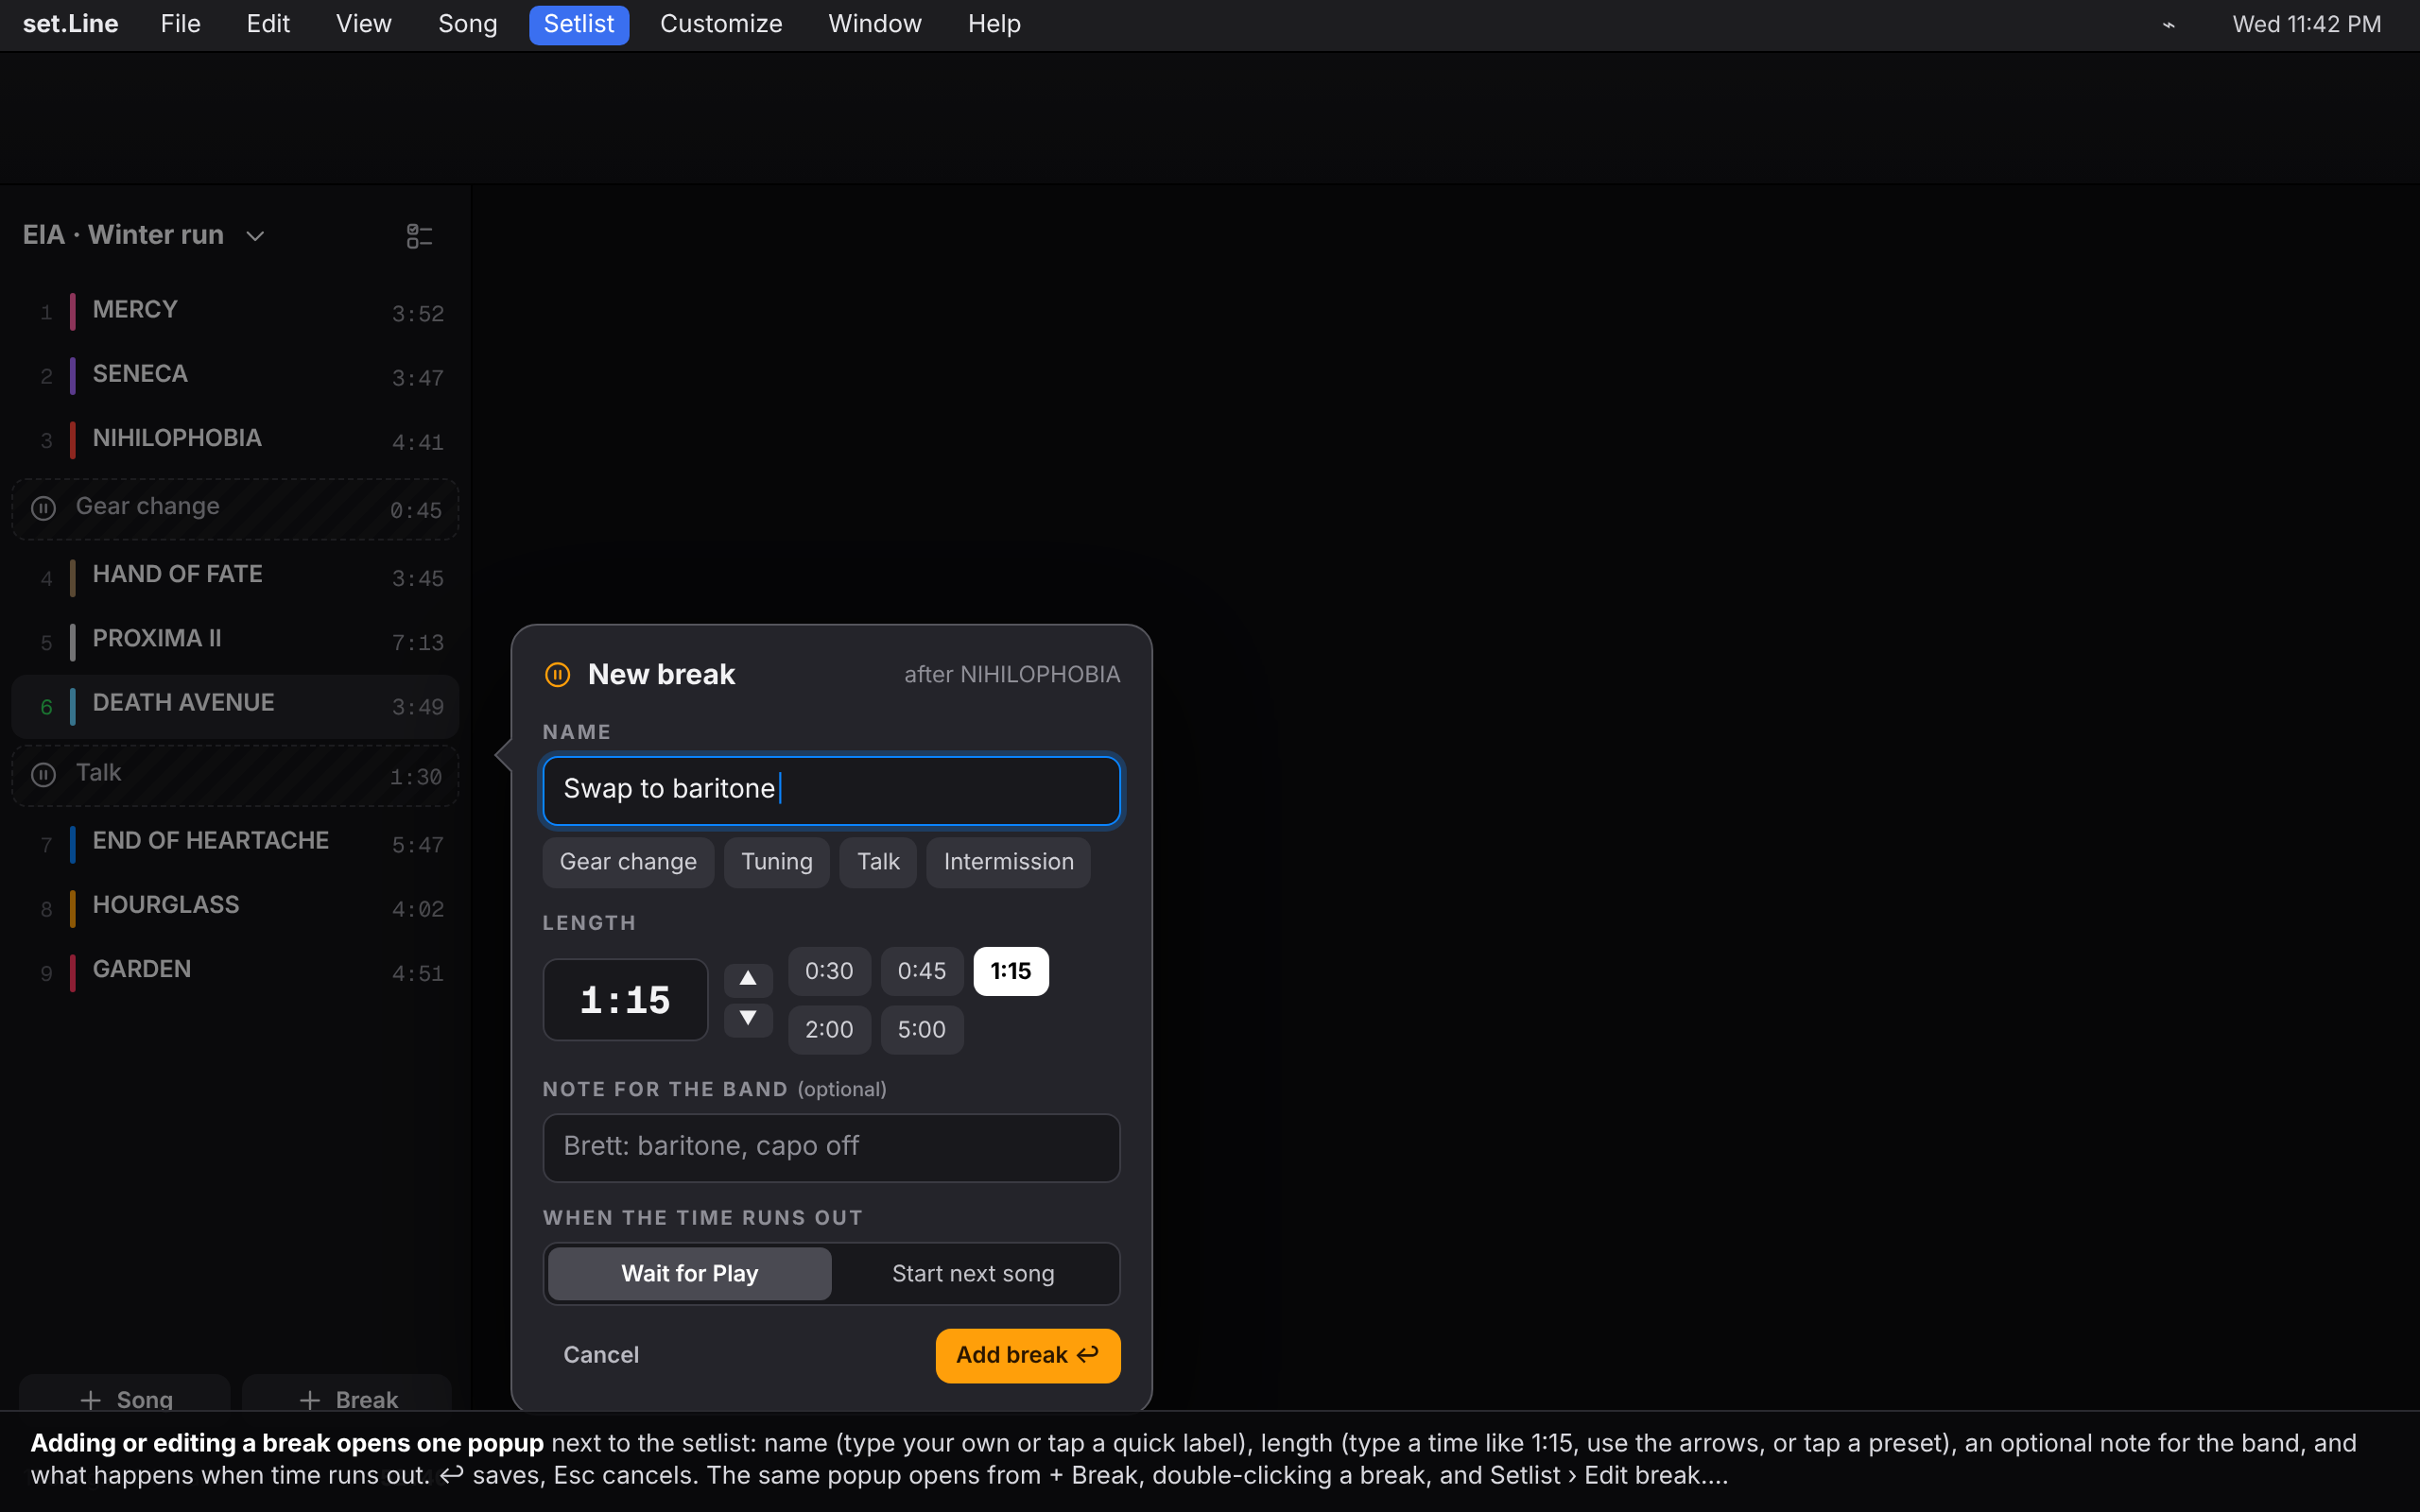 set.Line File Edit View Song Setlist Customize Window Help Wed 11:42 PM
EIA · Winter run
1 MERCY 3:52
2 SENECA 3:47
3 NIHILOPHOBIA 4:41
Gear change 0:45
4 HAND OF FATE 3:45
5 PROXIMA II 7:13
6 DEATH AVENUE 3:49
Talk 1:30
7 END OF HEARTACHE 5:47
8 HOURGLASS 4:02
9 GARDEN 4:51
+ Song + Break
New break after NIHILOPHOBIA
NAME
Swap to baritone
Gear change Tuning Talk Intermission
LENGTH
1:15 ▲ ▼ 0:30 0:45 1:15
2:00 5:00
NOTE FOR THE BAND (optional)
Brett: baritone, capo off
WHEN THE TIME RUNS OUT
Wait for Play Start next song
Cancel Add break ↩
Adding or editing a break opens one popup next to the setlist: name (type your own or tap a quick label), length (type a time like 1:15, use the arrows, or tap a preset), an optional note for the band, and
what happens when time runs out. ↩ saves, Esc cancels. The same popup opens from + Break, double-clicking a break, and Setlist › Edit break....